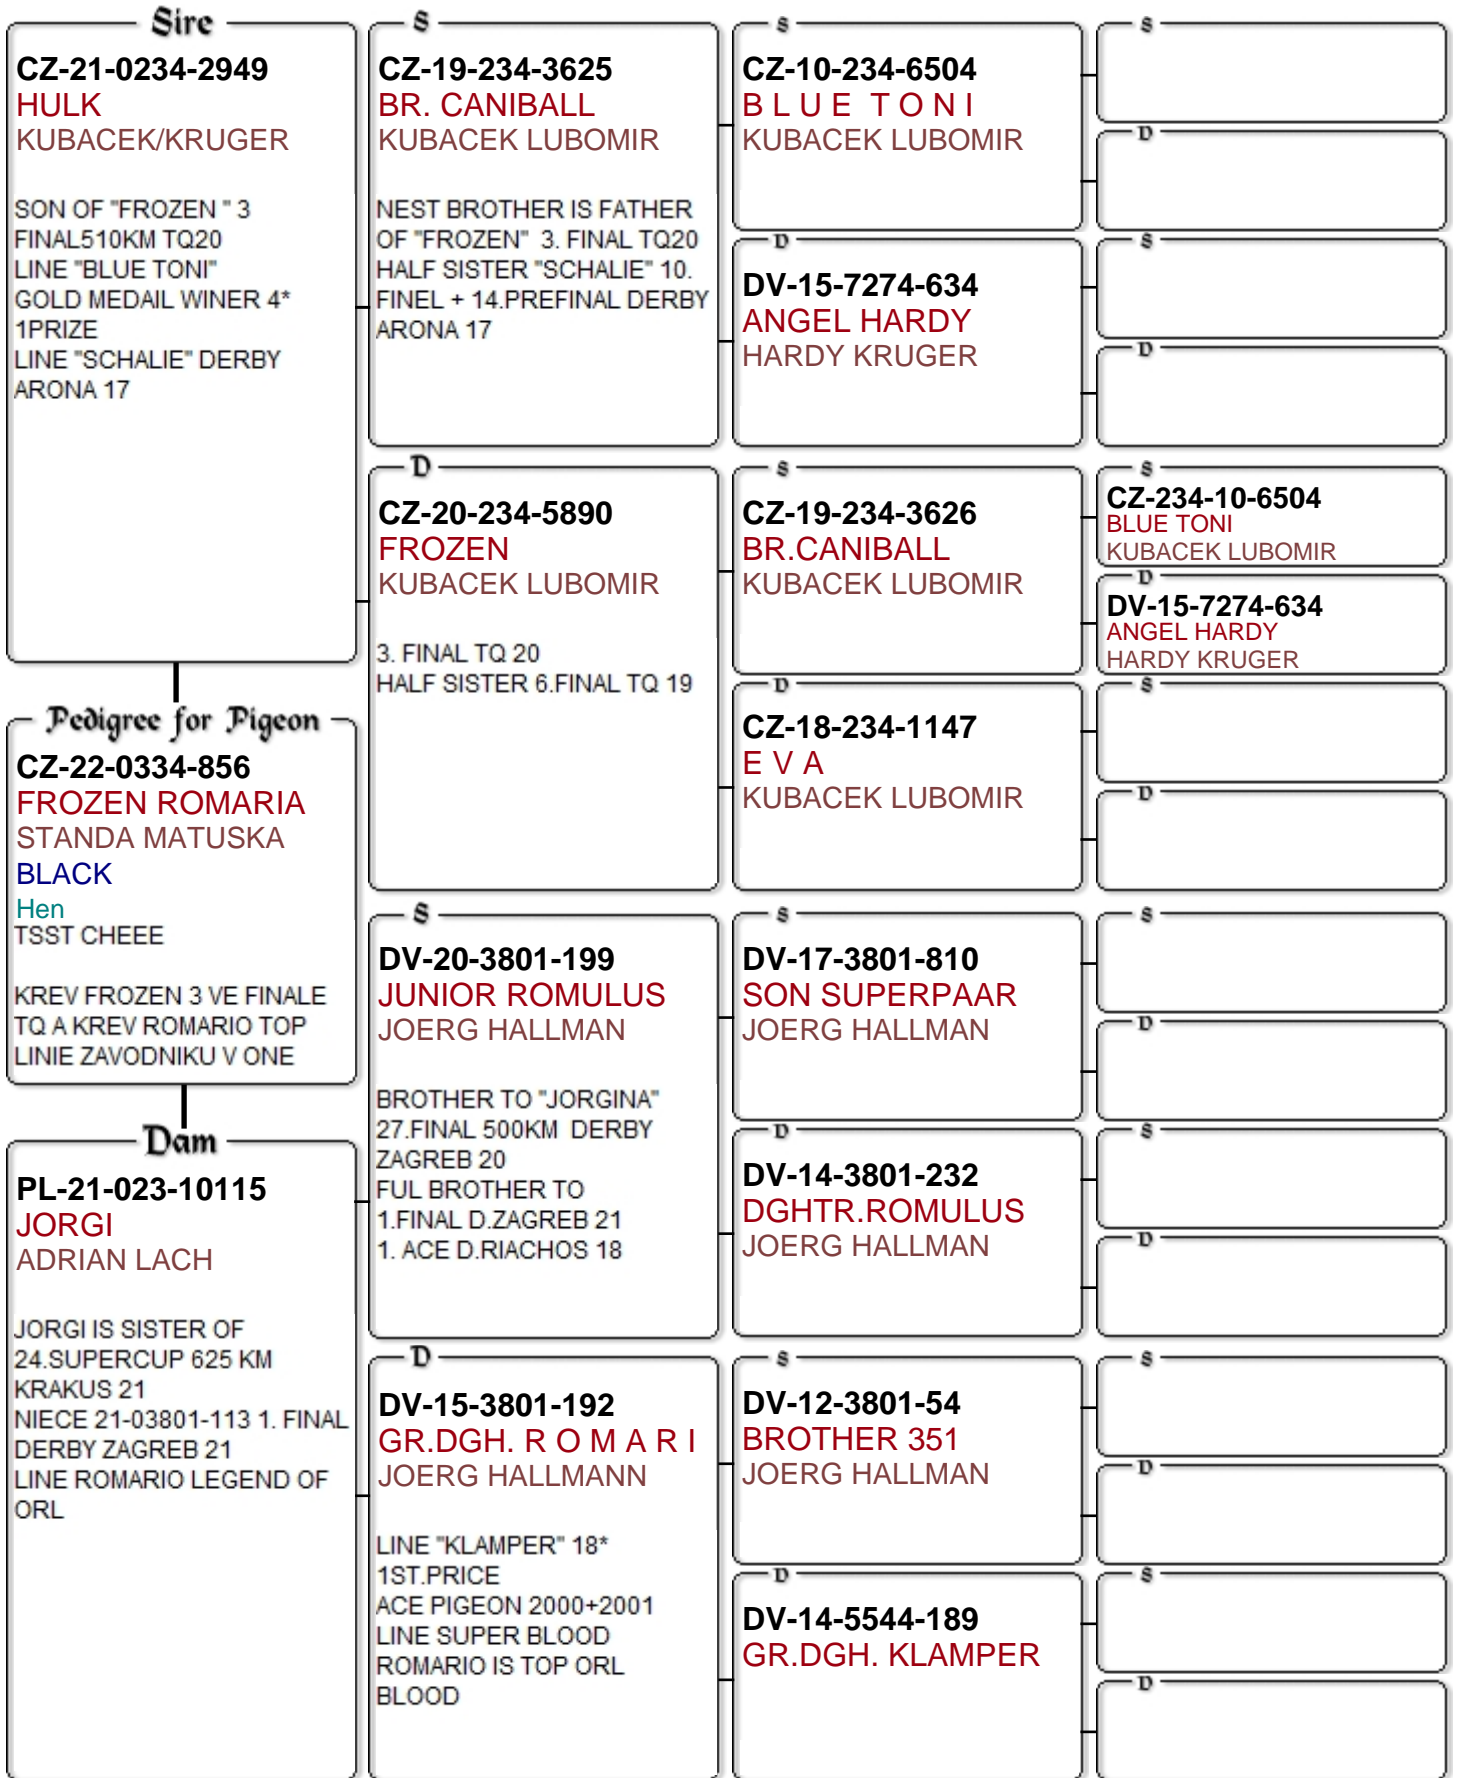 Sire
CZ-21-0234-2949
HULK
KUBACEK/KRUGER
SON OF "FROZEN " 3
FINAL510KM TQ20
LINE "BLUE TONI"
GOLD MEDAIL WINER 4*
1PRIZE
LINE "SCHALIE" DERBY
ARONA 17
Pedigree for Pigeon
CZ-22-0334-856
FROZEN ROMARIA
STANDA MATUSKA
BLACK
Hen
TSST CHEEE
KREV FROZEN 3 VE FINALE
TQ A KREV ROMARIO TOP
LINIE ZAVODNIKU V ONE
Dam
PL-21-023-10115
JORGI
ADRIAN LACH
JORGI IS SISTER OF
24.SUPERCUP 625 KM
KRAKUS 21
NIECE 21-03801-113 1. FINAL
DERBY ZAGREB 21
LINE ROMARIO LEGEND OF
ORL
S
CZ-19-234-3625
BR. CANIBALL
KUBACEK LUBOMIR
NEST BROTHER IS FATHER
OF "FROZEN" 3. FINAL TQ20
HALF SISTER "SCHALIE" 10.
FINEL + 14.PREFINAL DERBY
ARONA 17
D
CZ-20-234-5890
FROZEN
KUBACEK LUBOMIR
3. FINAL TQ 20
HALF SISTER 6.FINAL TQ 19
S
DV-20-3801-199
JUNIOR ROMULUS
JOERG HALLMAN
BROTHER TO "JORGINA"
27.FINAL 500KM DERBY
ZAGREB 20
FUL BROTHER TO
1.FINAL D.ZAGREB 21
1. ACE D.RIACHOS 18
D
DV-15-3801-192
GR.DGH. R O M A R I
JOERG HALLMANN
LINE "KLAMPER" 18*
1ST.PRICE
ACE PIGEON 2000+2001
LINE SUPER BLOOD
ROMARIO IS TOP ORL
BLOOD
S
CZ-10-234-6504
B L U E T O N I
KUBACEK LUBOMIR
D
DV-15-7274-634
ANGEL HARDY
HARDY KRUGER
S
CZ-19-234-3626
BR.CANIBALL
KUBACEK LUBOMIR
D
CZ-18-234-1147
E V A
KUBACEK LUBOMIR
S
DV-17-3801-810
SON SUPERPAAR
JOERG HALLMAN
D
DV-14-3801-232
DGHTR.ROMULUS
JOERG HALLMAN
S
DV-12-3801-54
BROTHER 351
JOERG HALLMAN
D
DV-14-5544-189
GR.DGH. KLAMPER
S
D
S
D
S
CZ-234-10-6504
BLUE TONI
KUBACEK LUBOMIR
D
DV-15-7274-634
ANGEL HARDY
HARDY KRUGER
S
D
S
D
S
D
S
D
S
D